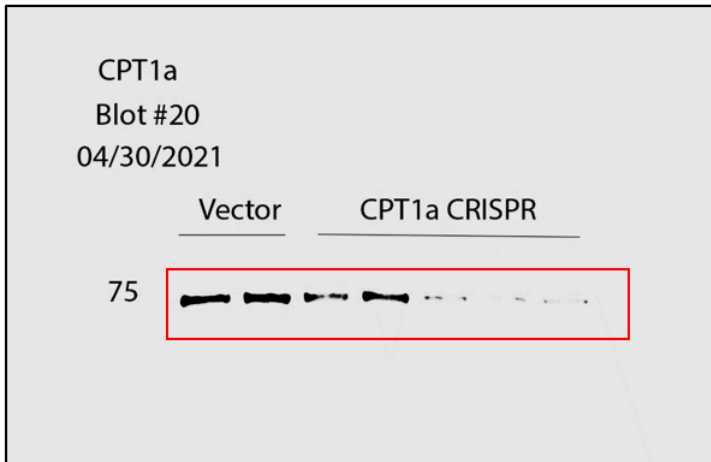 CPT1a
Blot #20
04/30/2021
Vector CPT1a CRISPR
75